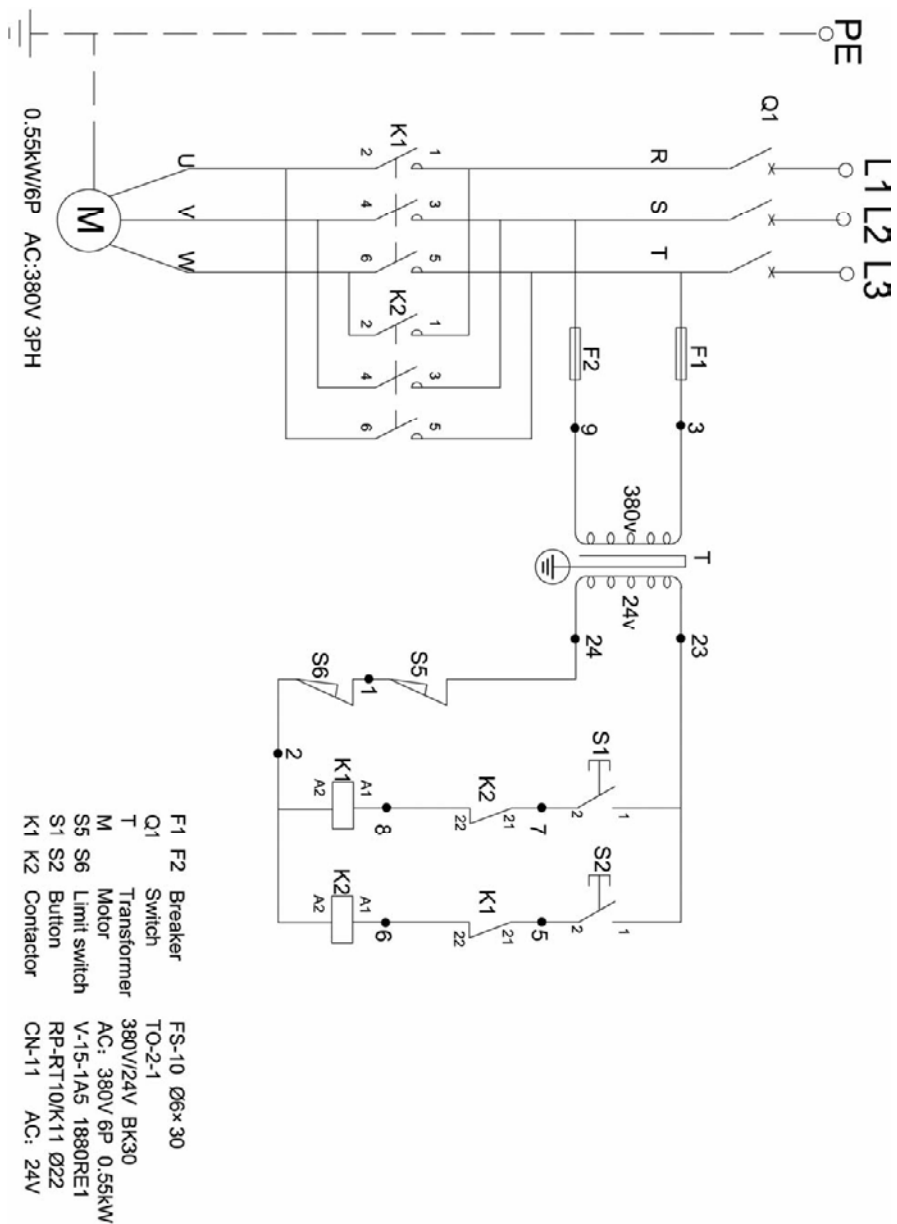 PE L1 L2 L3
Q1
F1 3 T 23
R S T
380v 24v
1 1
S1 S2
F2 9 24
2 2
7 5
21 21
K2 K1
22 22
1 3 5
1 3 5
S5
8 6
K1 K2
2 4 6
2 4 6
1
A1 A1
K1 K2
A2 A2
S6
2
U V W
M
0.55kW/6P AC:380V 3PH
F1 F2 Breaker FS-10 Ø6×30
Q1 Switch TO-2-1
T Transformer 380V/24V BK30
M Motor AC: 380V 6P 0.55kW
S5 S6 Limit switch V-15-1A5 1880RE1
S1 S2 Button RP-RT10/K11 Ø22
K1 K2 Contactor CN-11 AC: 24V